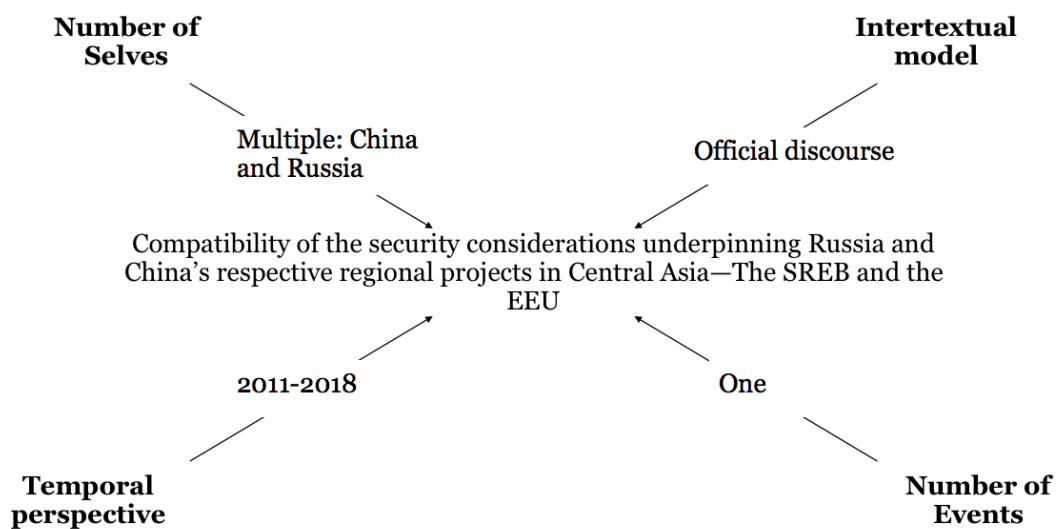 Number of
Selves
Intertextual
model
Multiple: China
and Russia
Official discourse
Compatibility of the security considerations underpinning Russia and
China’s respective regional projects in Central Asia—The SREB and the
EEU
2011-2018
One
Temporal
perspective
Number of
Events